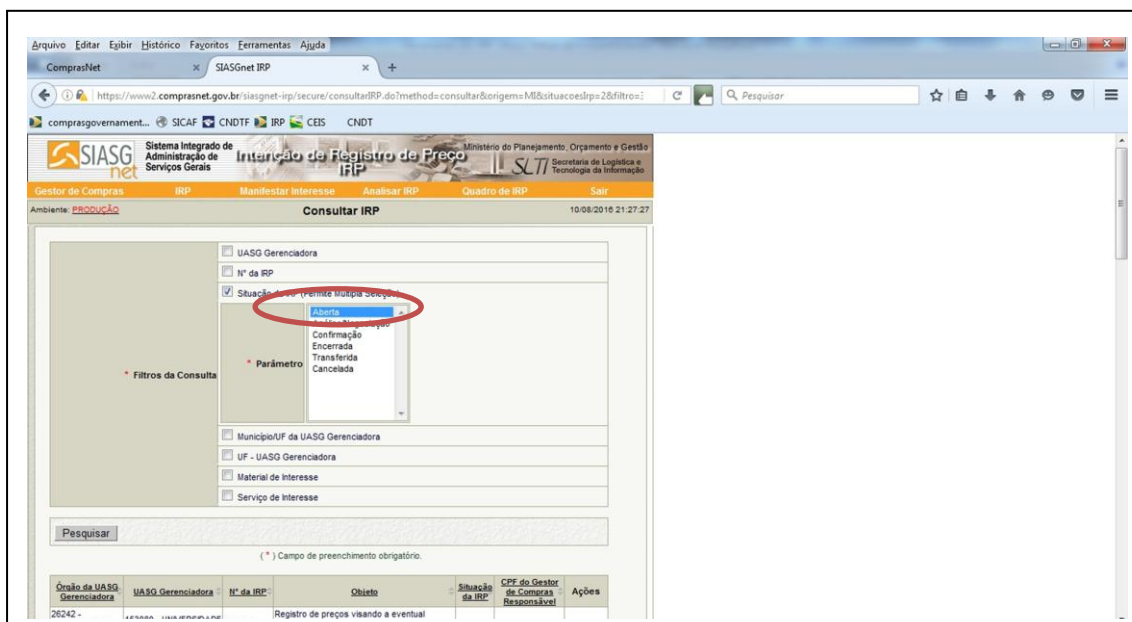 Arquivo Editar Exibir Histórico Favoritos Ferramentas Ajuda
ComprasNet × SIASGnet IRP × +
https://www2.comprasnet.gov.br/siasgnet-irp/secure/consultarIRP.do?method=consultar&origem=MI&situacoesIrp=2&filtro=
Pesquisar
comprasgovernament... SICAF CNDTF IRP CEIS CNDT
SIASGnet
Sistema Integrado de
Administração de
Serviços Gerais
Intenção de Registro de Preço
IRP
Ministério do Planejamento, Orçamento e Gestão
SLTI Secretaria de Logística e
Tecnologia da Informação
Gestor de Compras IRP Manifestar Interesse Analisar IRP Quadro de IRP Sair
Ambiente: PRODUÇÃO Consultar IRP 10/08/2016 21:27:27
UASG Gerenciadora
Nº da IRP
Situação (Permite Múltipla Seleção)
Aberta
Confirmação
Encerrada
Transferida
Cancelada
* Parâmetro
* Filtros da Consulta
Município/UF da UASG Gerenciadora
UF - UASG Gerenciadora
Material de Interesse
Serviço de Interesse
Pesquisar
( * ) Campo de preenchimento obrigatório.
Órgão da UASG Gerenciadora UASG Gerenciadora Nº da IRP Objeto Situação da IRP CPF do Gestor de Compras Responsável Ações
26242 - Registro de preços visando a eventual